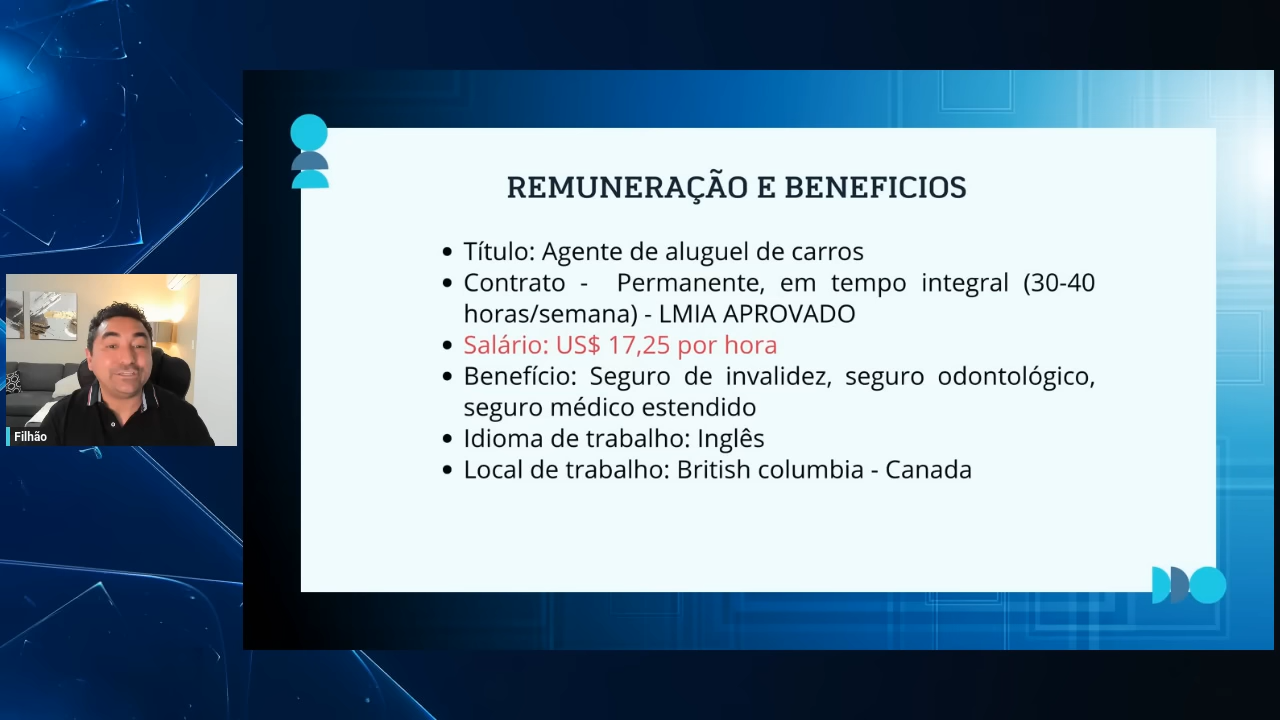 REMUNERAÇÃO E BENEFICIOS
• Título: Agente de aluguel de carros
• Contrato - Permanente, em tempo integral (30-40
horas/semana) - LMIA APROVADO
• Salário: US$ 17,25 por hora
• Benefício: Seguro de invalidez, seguro odontológico,
seguro médico estendido
• Idioma de trabalho: Inglês
• Local de trabalho: British columbia - Canada
Filhão